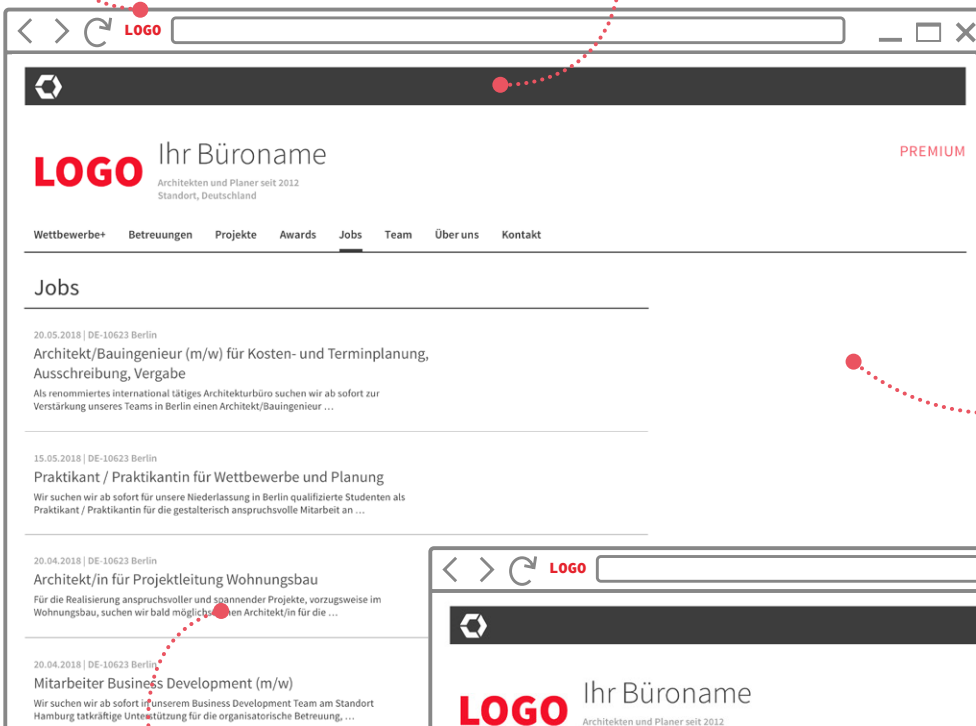 LOGO
LOGO
Ihr Büroname
Architekten und Planer seit 2012
Standort, Deutschland
PREMIUM
Wettbewerbe+ Betreuungen Projekte Awards Jobs Team Über uns Kontakt
Jobs
20.05.2018 | DE-10623 Berlin
Architekt/Bauingenieur (m/w) für Kosten- und Terminplanung,
Ausschreibung, Vergabe
Als renommiertes international tätiges Architekturbüro suchen wir ab sofort zur
Verstärkung unseres Teams in Berlin einen Architekt/Bauingenieur ...
15.05.2018 | DE-10623 Berlin
Praktikant / Praktikantin für Wettbewerbe und Planung
Wir suchen wir ab sofort für unsere Niederlassung in Berlin qualifizierte Studenten als
Praktikant / Praktikantin für die gestalterisch anspruchsvolle Mitarbeit an ...
20.04.2018 | DE-10623 Berlin
Architekt/in für Projektleitung Wohnungsbau
Für die Realisierung anspruchsvoller und spannender Projekte, vorzugsweise im
Wohnungsbau, suchen wir bald Architekt/in für die ...
20.04.2018 | DE-10623 Berlin
Mitarbeiter Business Development (m/w)
Wir suchen wir ab sofort in unserem Business Development Team am Standort
Hamburg tatkräftige Unterstützung für die organisatorische Betreuung, ...
LOGO
LOGO
Ihr Büroname
Architekten und Planer seit 2012